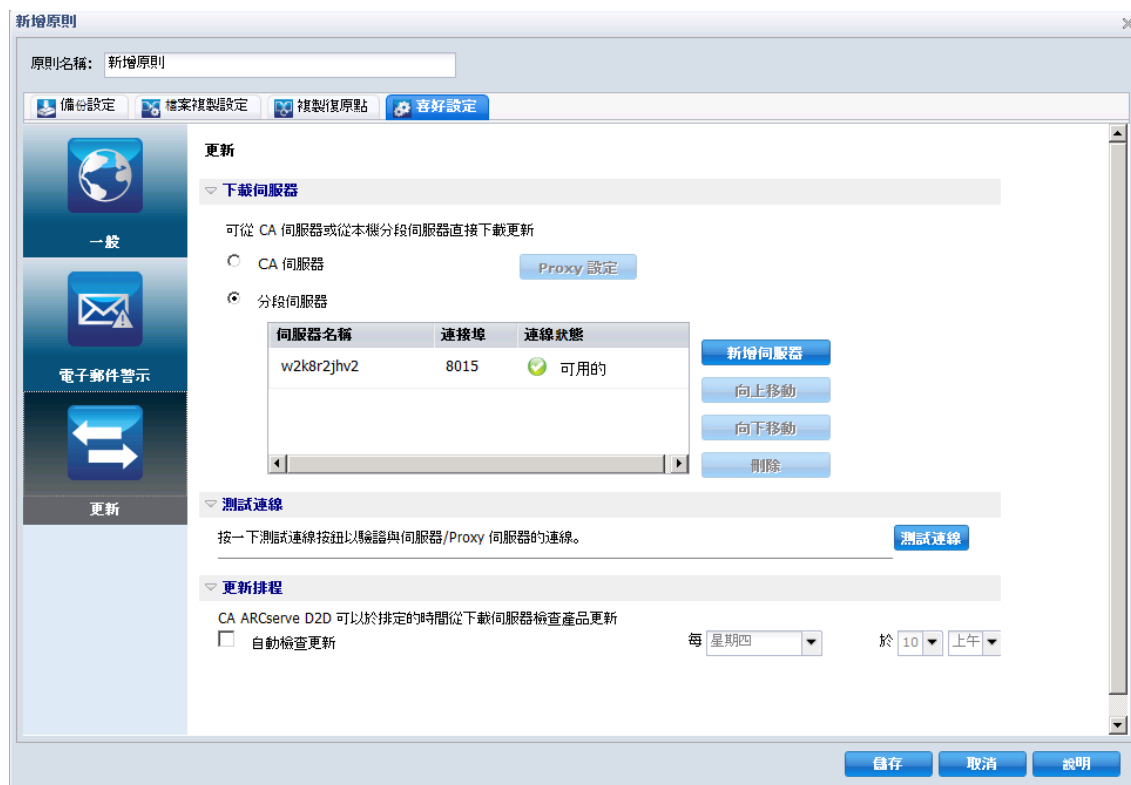 新增原則
原則名稱: 新增原則
備份設定 檔案複製設定 複製復原點 喜好設定
一般
電子郵件警示
更新
更新
下載伺服器
可從 CA 伺服器或從本機分段伺服器直接下載更新
CA 伺服器 Proxy 設定
分段伺服器
伺服器名稱 連接埠 連線狀態
w2k8r2jhv2 8015 可用的
新增伺服器
向上移動
向下移動
刪除
測試連線
按一下測試連線按鈕以驗證與伺服器/Proxy 伺服器的連線。 測試連線
更新排程
CA ARCserve D2D 可以於排定的時間從下載伺服器檢查產品更新
自動檢查更新 每 星期四 於 10 上午
儲存 取消 說明